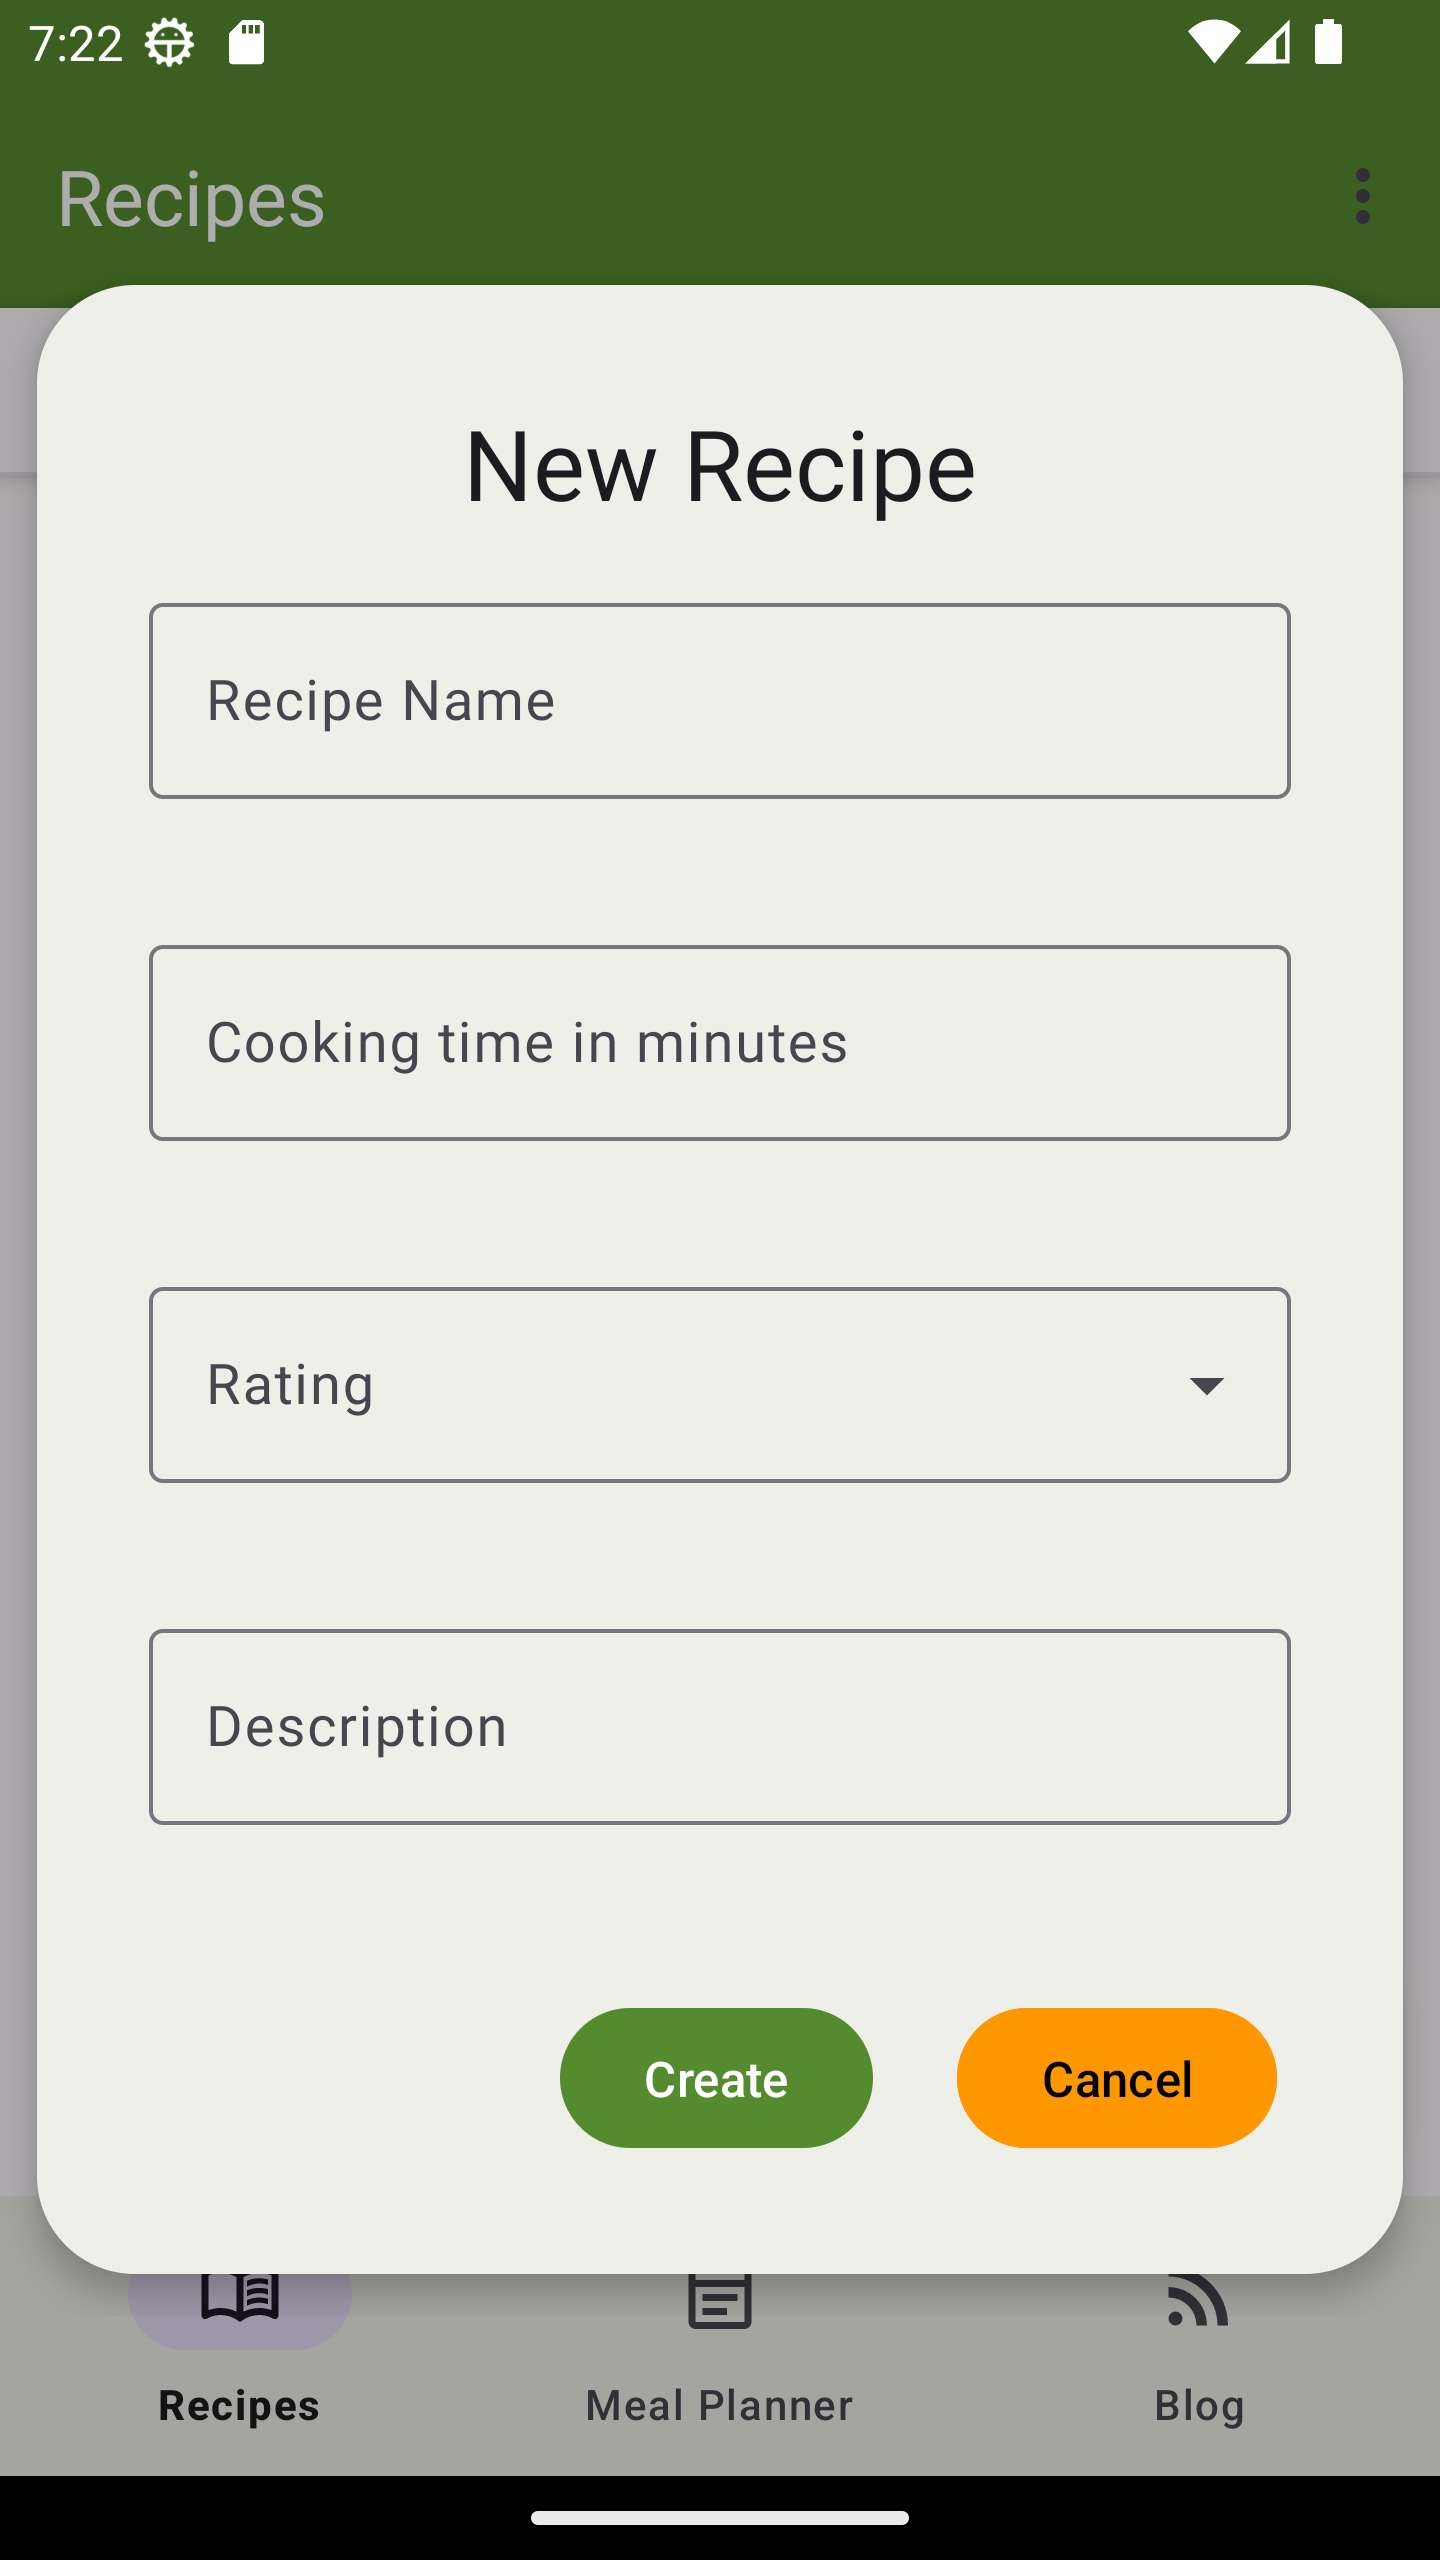 7:22
Recipes
New Recipe
Recipe Name
Cooking time in minutes
Rating
Description
Create Cancel
Recipes Meal Planner Blog